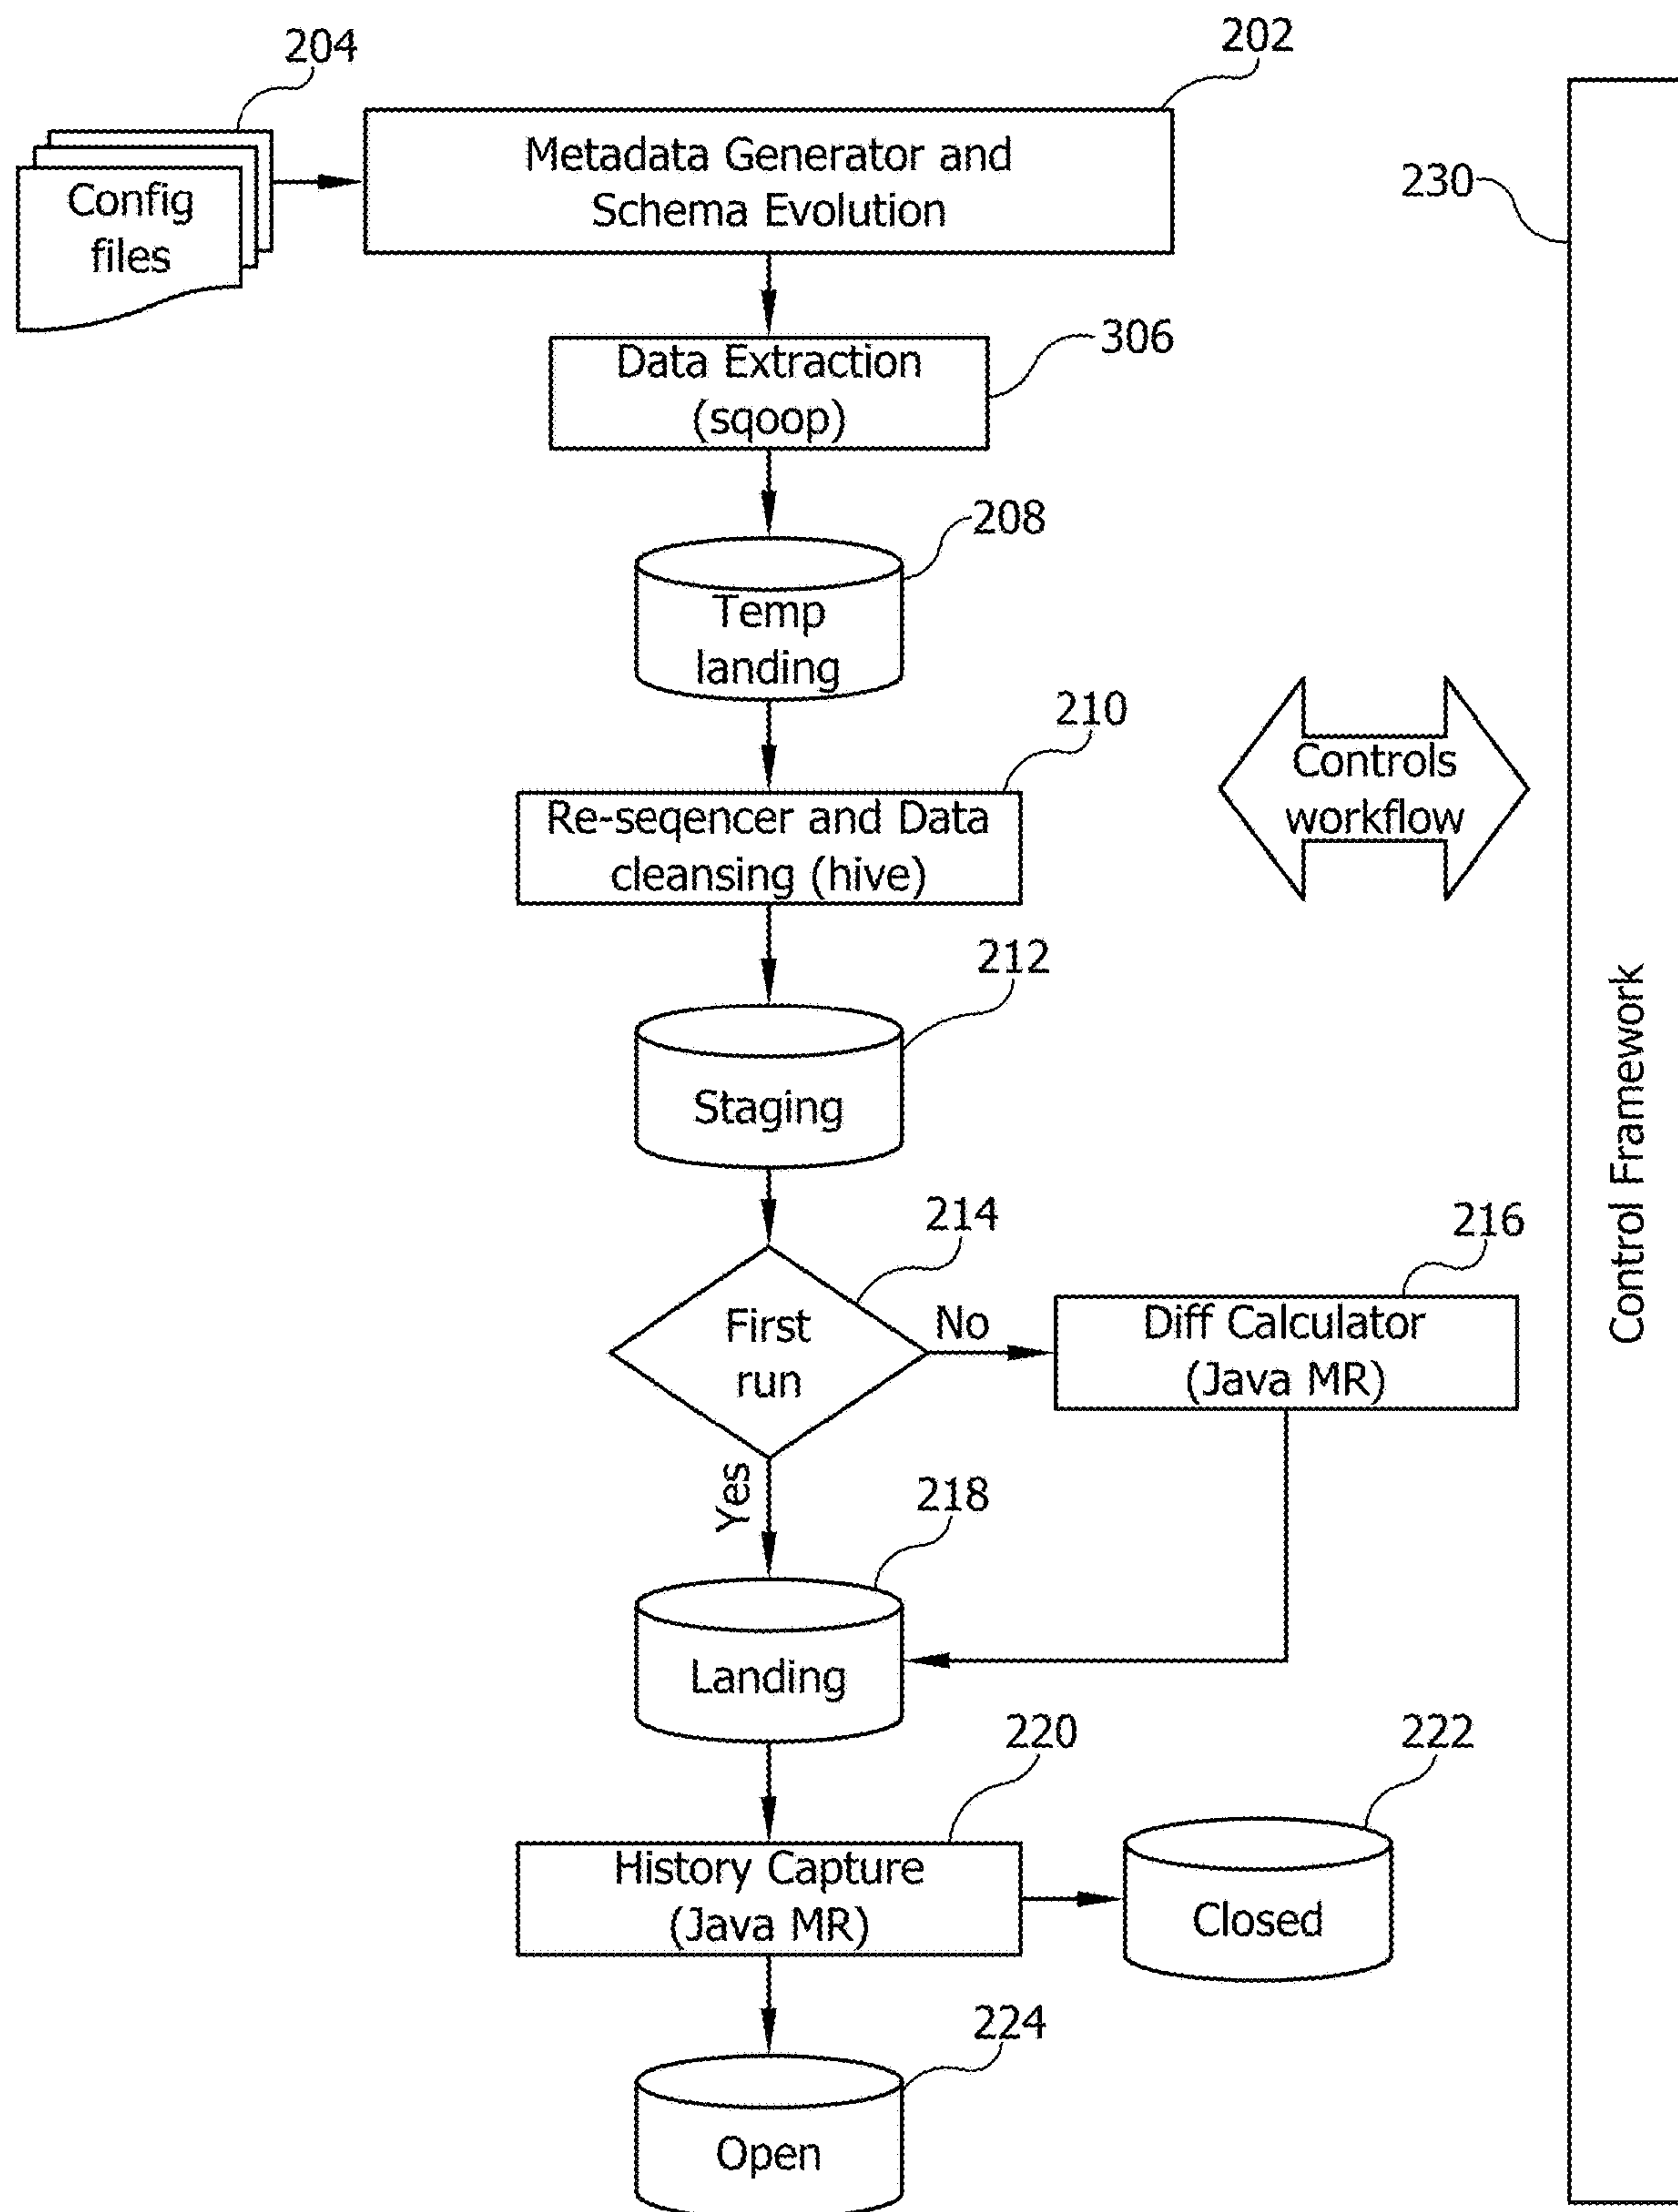 204
202
Config
files
Metadata Generator and
Schema Evolution
230
306
Data Extraction
(sqoop)
208
Temp
landing
210
Re-seqencer and Data
cleansing (hive)
Controls
workflow
212
Staging
Control Framework
214
216
First
run
No
Diff Calculator
(Java MR)
Yes
218
Landing
220
222
History Capture
(Java MR)
Closed
224
Open